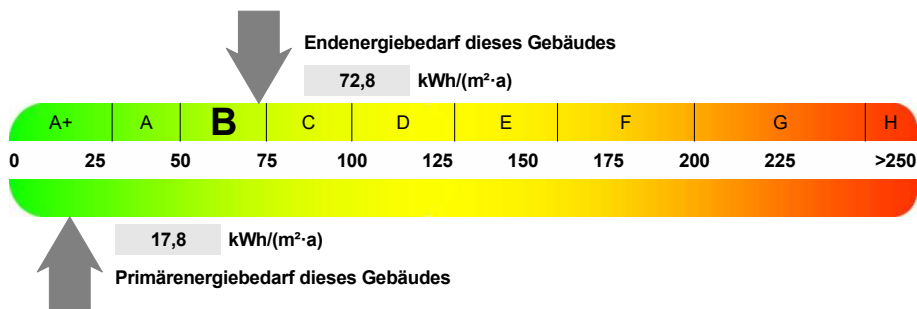 Endenergiebedarf dieses Gebäudes
72,8 kWh/(m²·a)
A+ A B C D E F G H
0 25 50 75 100 125 150 175 200 225 >250
17,8 kWh/(m²·a)
Primärenergiebedarf dieses Gebäudes